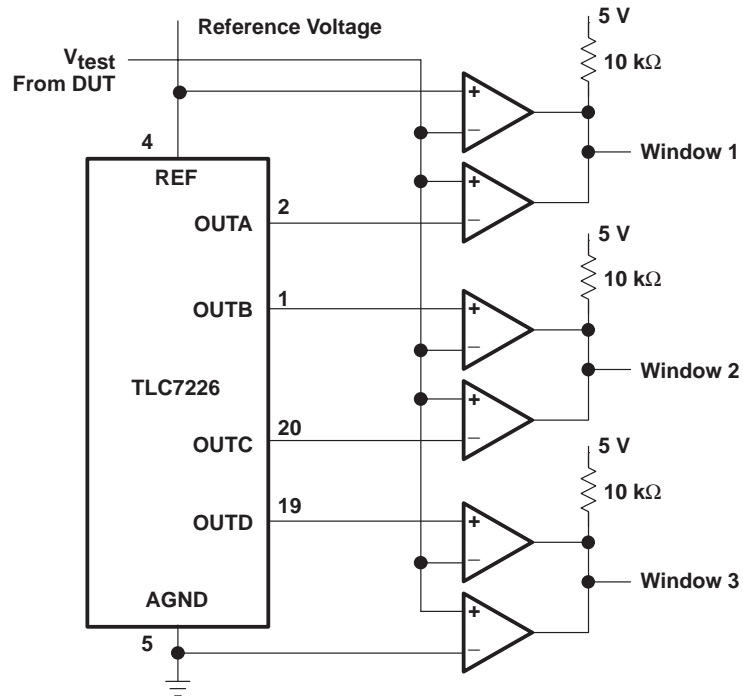 Reference Voltage
Vtest
From DUT
5 V
10 kΩ
+
−
4
REF
Window 1
+
−
2
OUTA
5 V
10 kΩ
1
OUTB
+
−
Window 2
TLC7226
+
−
20
OUTC
5 V
10 kΩ
19
OUTD
+
−
Window 3
AGND
+
−
5